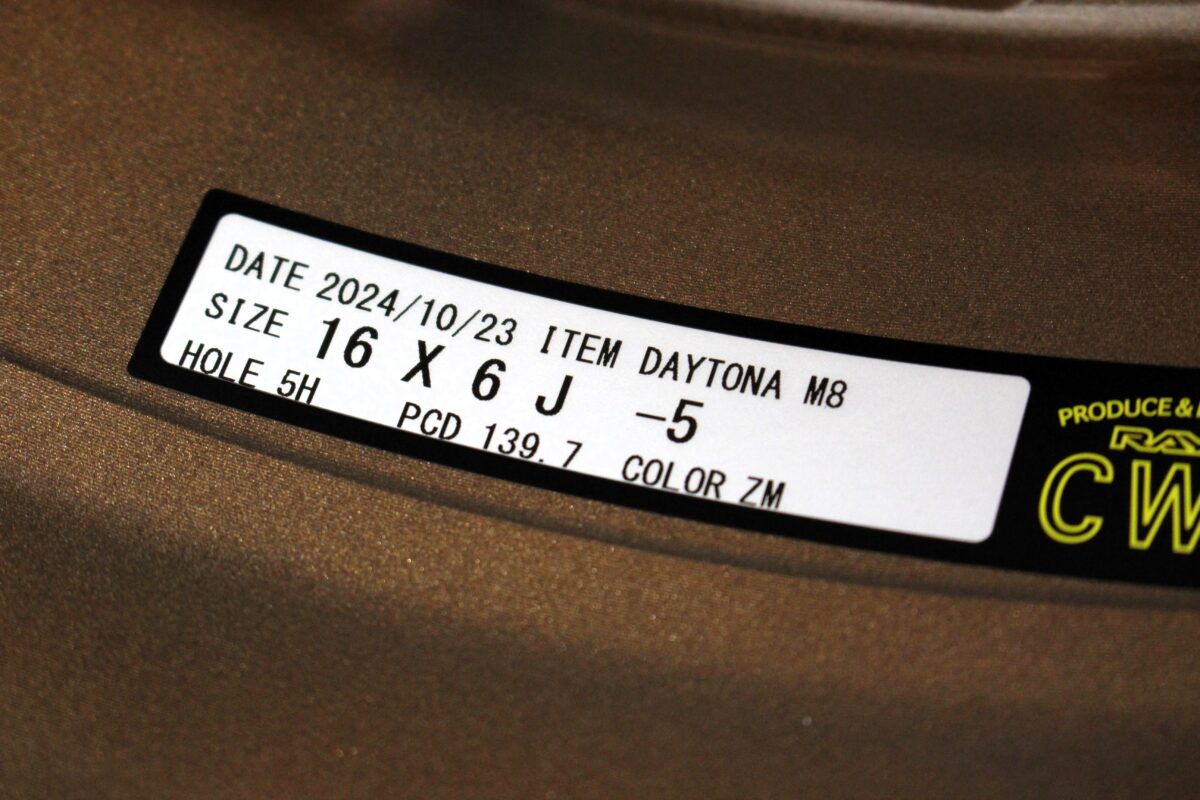 DATE 2024/10/23 ITEM DAYTONA M8
SIZE 16 X 6 J -5
HOLE 5H PCD 139.7 COLOR ZM
PRODUCE &
RAY
CW